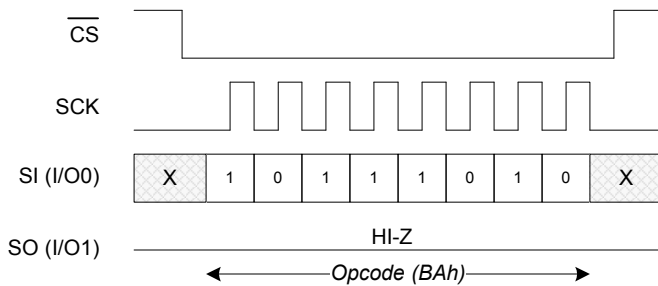 CS
SCK
SI (I/O0) X 1 0 1 1 1 0 1 0 X
SO (I/O1) HI-Z
Opcode (BAh)